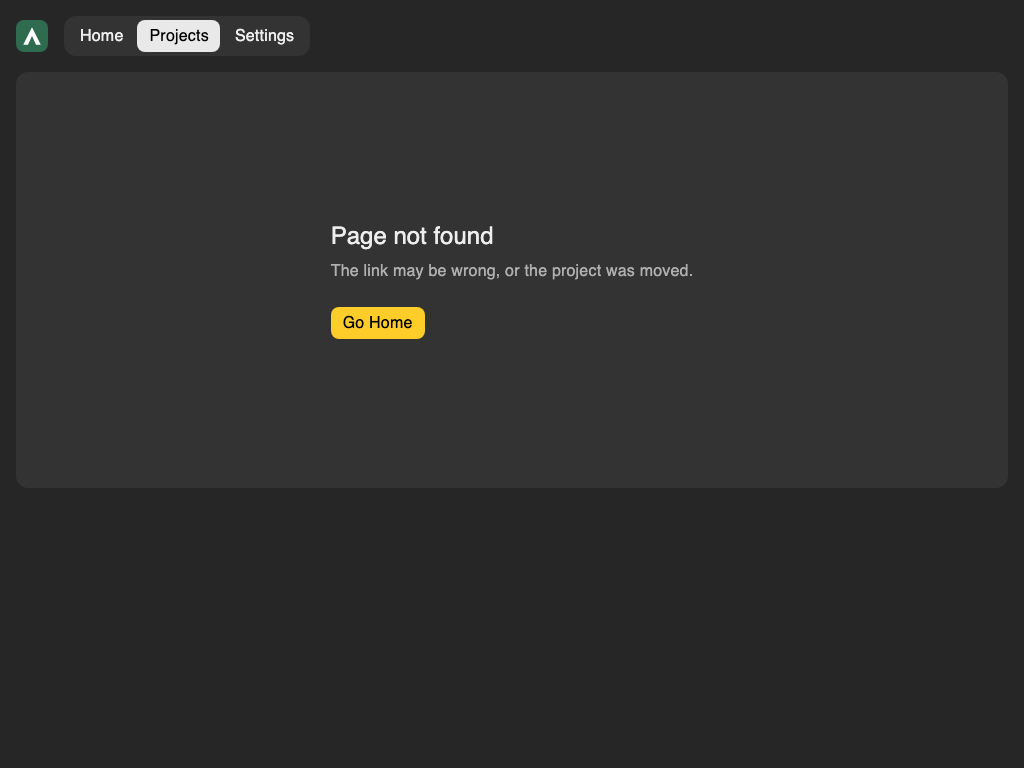 Home Projects Settings
Page not found
The link may be wrong, or the project was moved.
Go Home